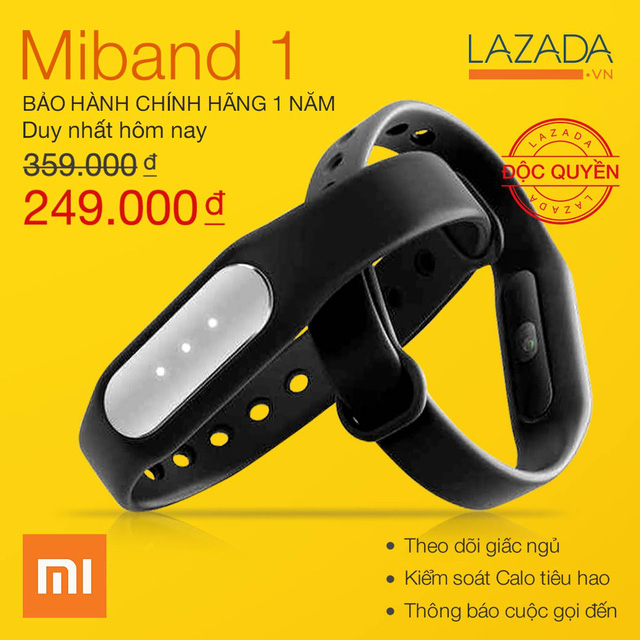 Miband 1
BẢO HÀNH CHÍNH HÃNG 1 NĂM
Duy nhất hôm nay
359.000 ₫
249.000 ₫
LAZADA
.VN
LAZADA
ĐỘC QUYỀN
LAZADA
mi
• Theo dõi giấc ngủ
• Kiểm soát Calo tiêu hao
• Thông báo cuộc gọi đến